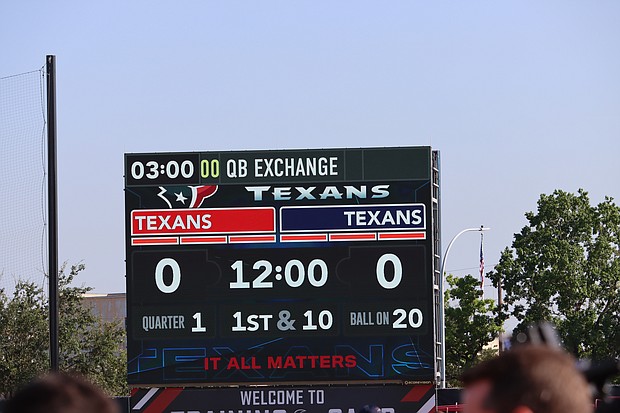 03:00 00 QB EXCHANGE
TEXANS
TEXANS TEXANS
0 12:00 0
QUARTER 1 1ST & 10 BALL ON 20
TEXANS
IT ALL MATTERS
WELCOME TO